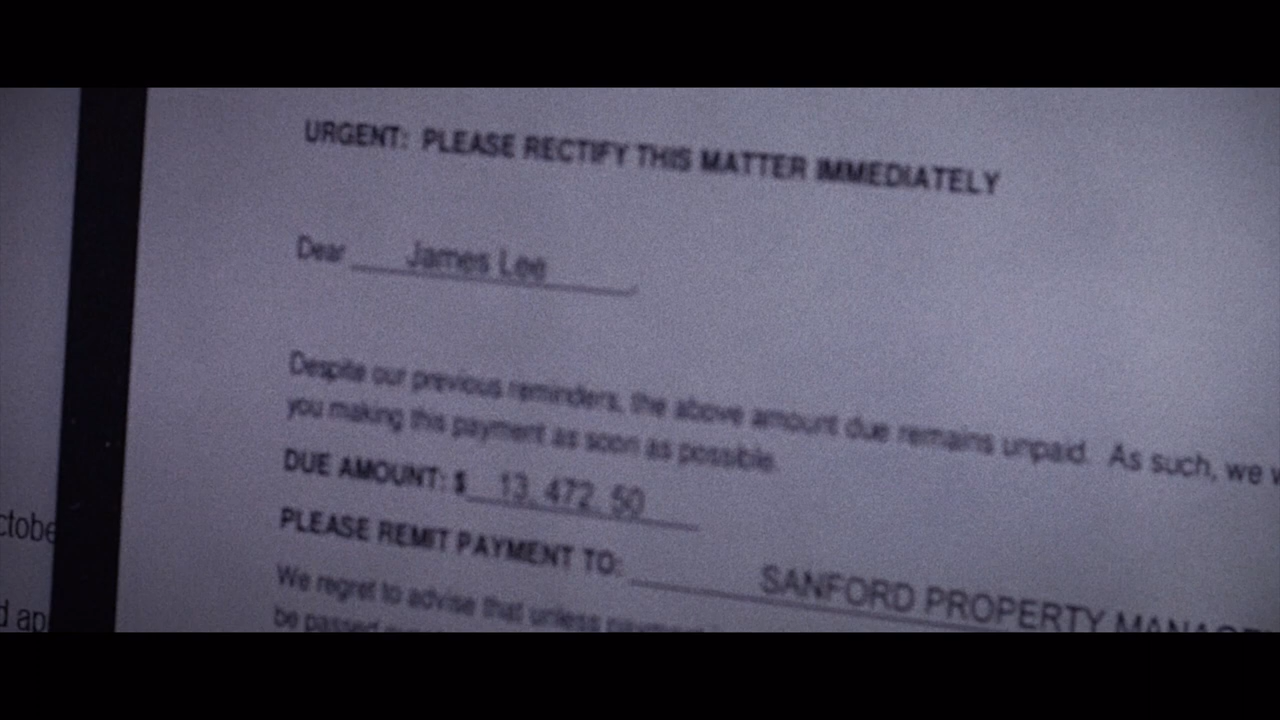 URGENT: PLEASE RECTIFY THIS MATTER IMMEDIATELY
Dear James Lee
Despite our previous reminders, the above amount due remains unpaid. As such, we
you making this payment as soon as possible.
DUE AMOUNT: $ 13, 472. 50
PLEASE REMIT PAYMENT TO: SANFORD PROPERTY
We regret to advise that unless
be passed